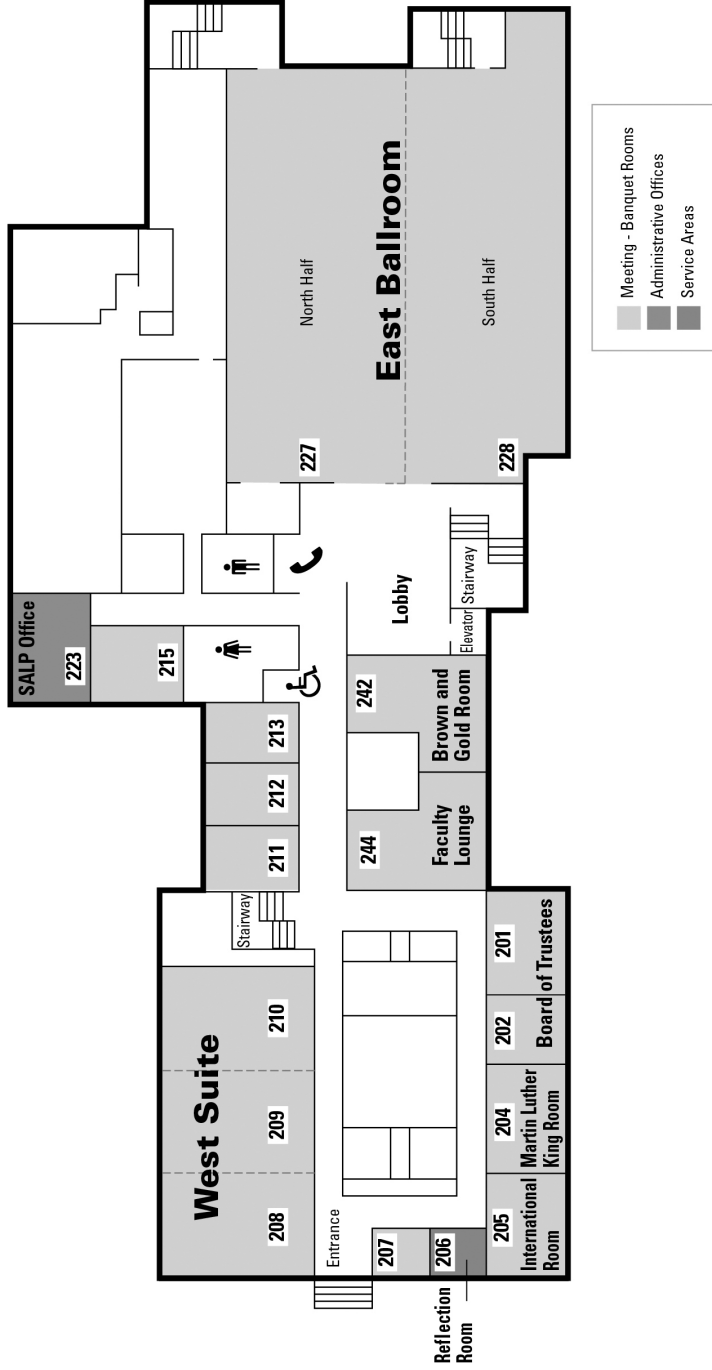 SALP Office
223
215
213
212
211
Stairway
West Suite
208
209
210
North Half
East Ballroom
South Half
227
228
Lobby
Elevator
Stairway
242
Brown and
Gold Room
244
Faculty
Lounge
201
202
Board of Trustees
204
Martin Luther
King Room
205
International
Room
Entrance
207
206
Reflection
Room
Meeting - Banquet Rooms
Administrative Offices
Service Areas